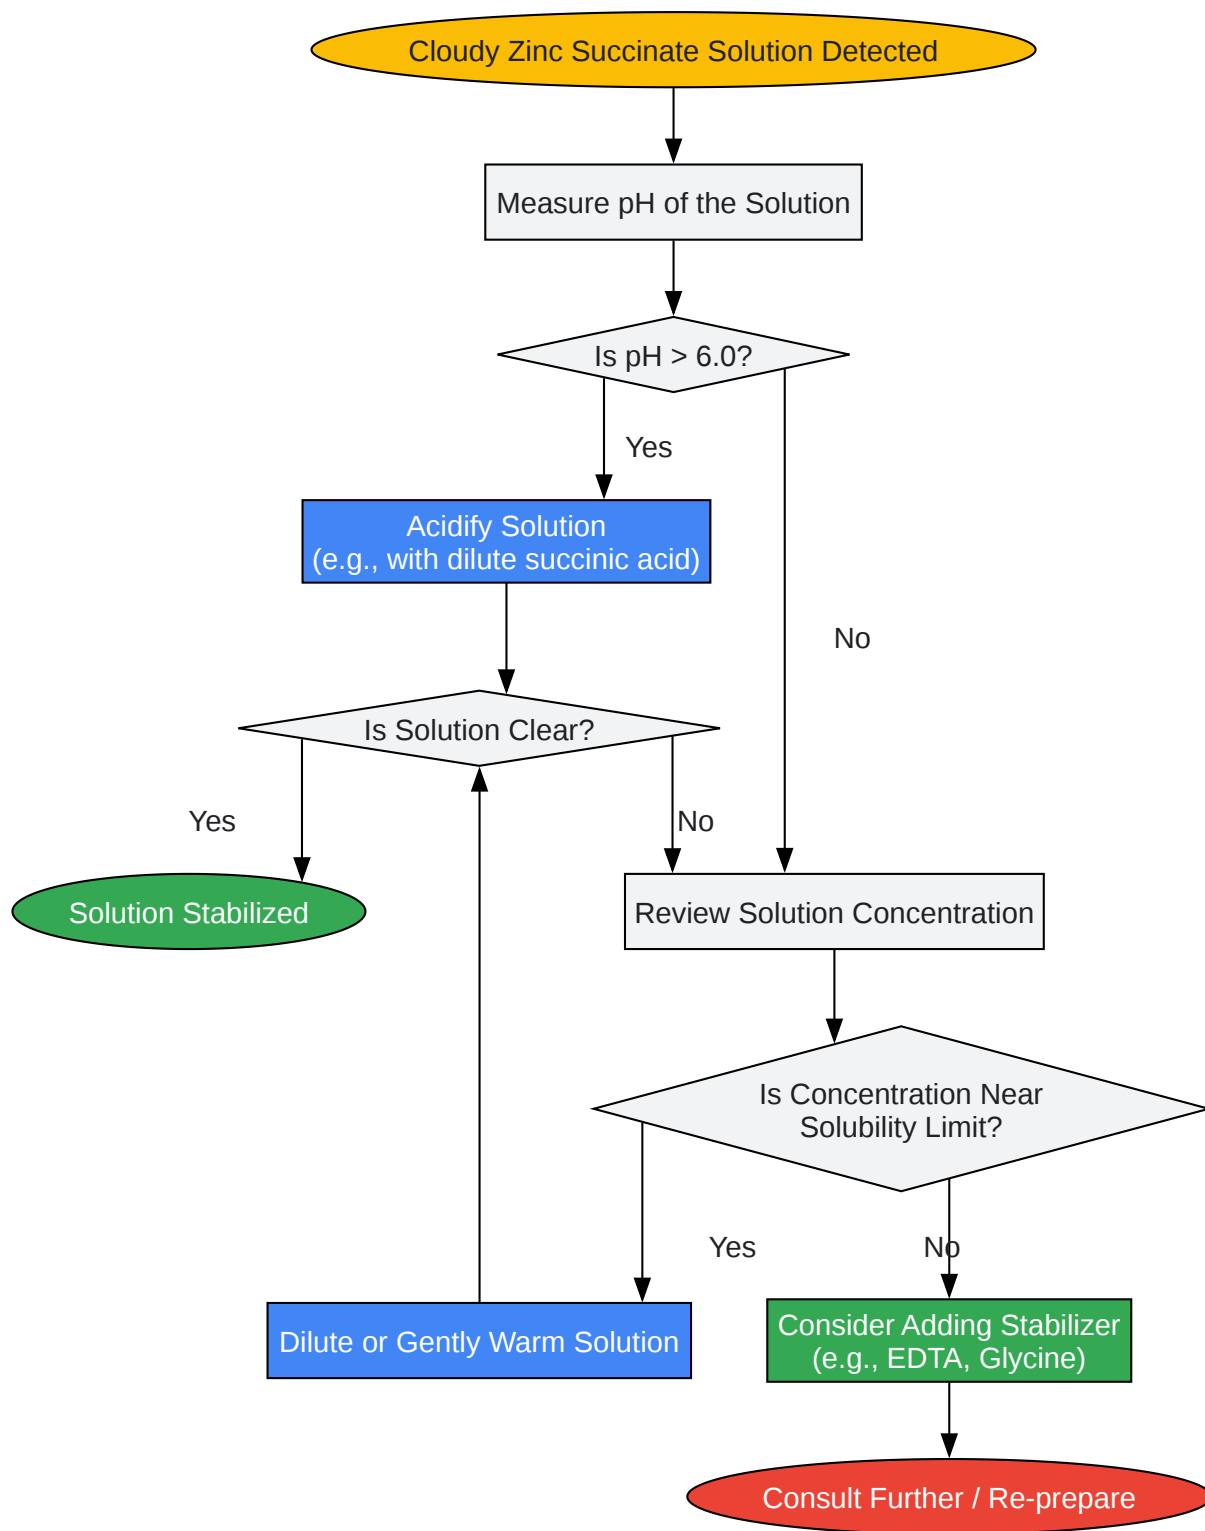 Cloudy Zinc Succinate Solution Detected
Measure pH of the Solution
Is pH > 6.0?
Yes
Acidify Solution
(e.g., with dilute succinic acid)
No
Is Solution Clear?
Yes
No
Solution Stabilized
Review Solution Concentration
Is Concentration Near
Solubility Limit?
Yes
No
Dilute or Gently Warm Solution
Consider Adding Stabilizer
(e.g., EDTA, Glycine)
Consult Further / Re-prepare